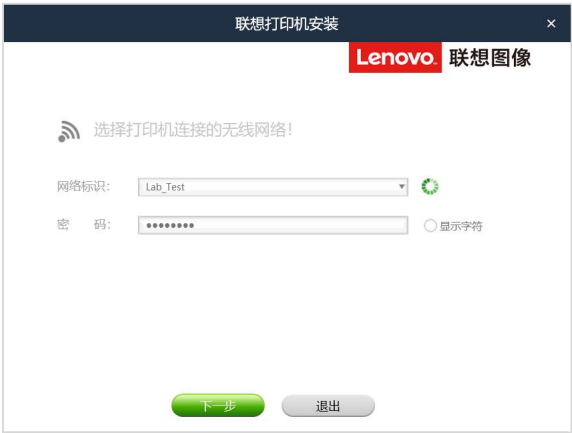 联想打印机安装
Lenovo 联想图像
选择打印机连接的无线网络!
网络标识: Lab_Test
密 码: ●●●●●●●●
显示字符
下一步 退出